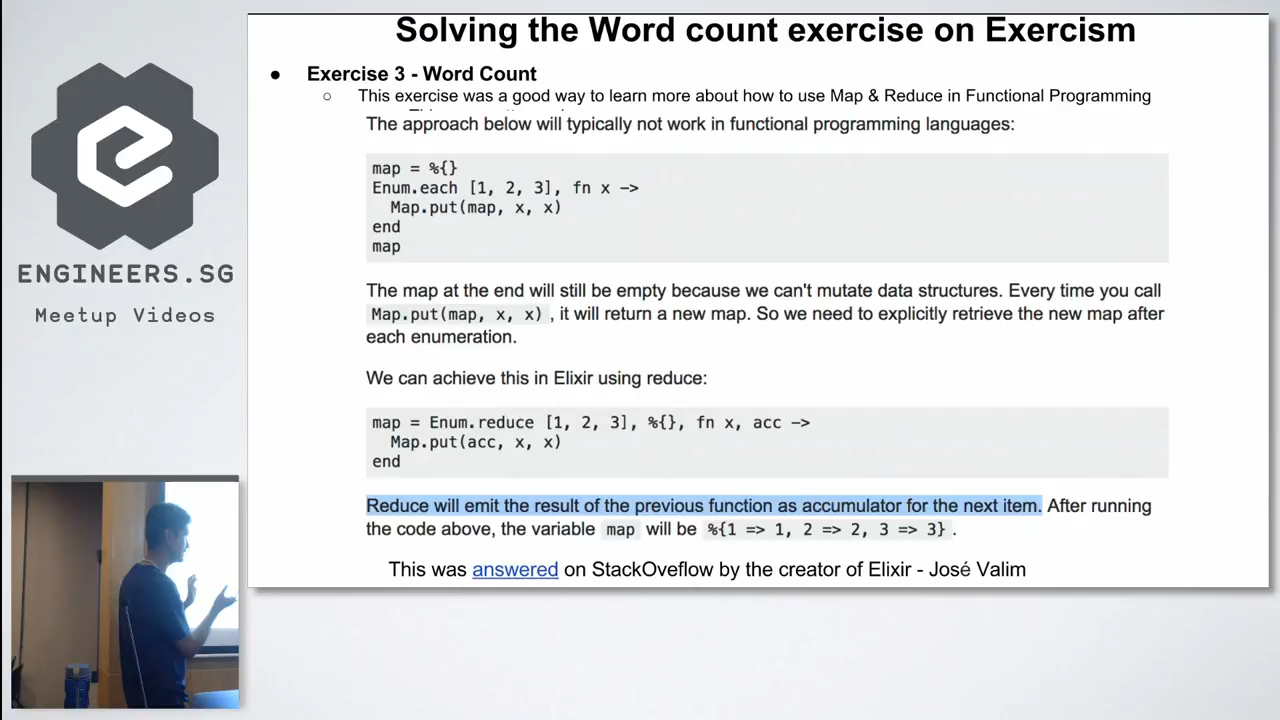 Solving the Word count exercise on Exercism
● Exercise 3 - Word Count
○ This exercise was a good way to learn more about how to use Map & Reduce in Functional Programming
The approach below will typically not work in functional programming languages:
map = %{}
Enum.each [1, 2, 3], fn x ->
  Map.put(map, x, x)
end
map
The map at the end will still be empty because we can't mutate data structures. Every time you call
Map.put(map, x, x) , it will return a new map. So we need to explicitly retrieve the new map after
each enumeration.
We can achieve this in Elixir using reduce:
map = Enum.reduce [1, 2, 3], %{}, fn x, acc ->
  Map.put(acc, x, x)
end
Reduce will emit the result of the previous function as accumulator for the next item. After running
the code above, the variable map will be %{1 => 1, 2 => 2, 3 => 3} .
This was answered on StackOveflow by the creator of Elixir - José Valim
ENGINEERS.SG
Meetup Videos